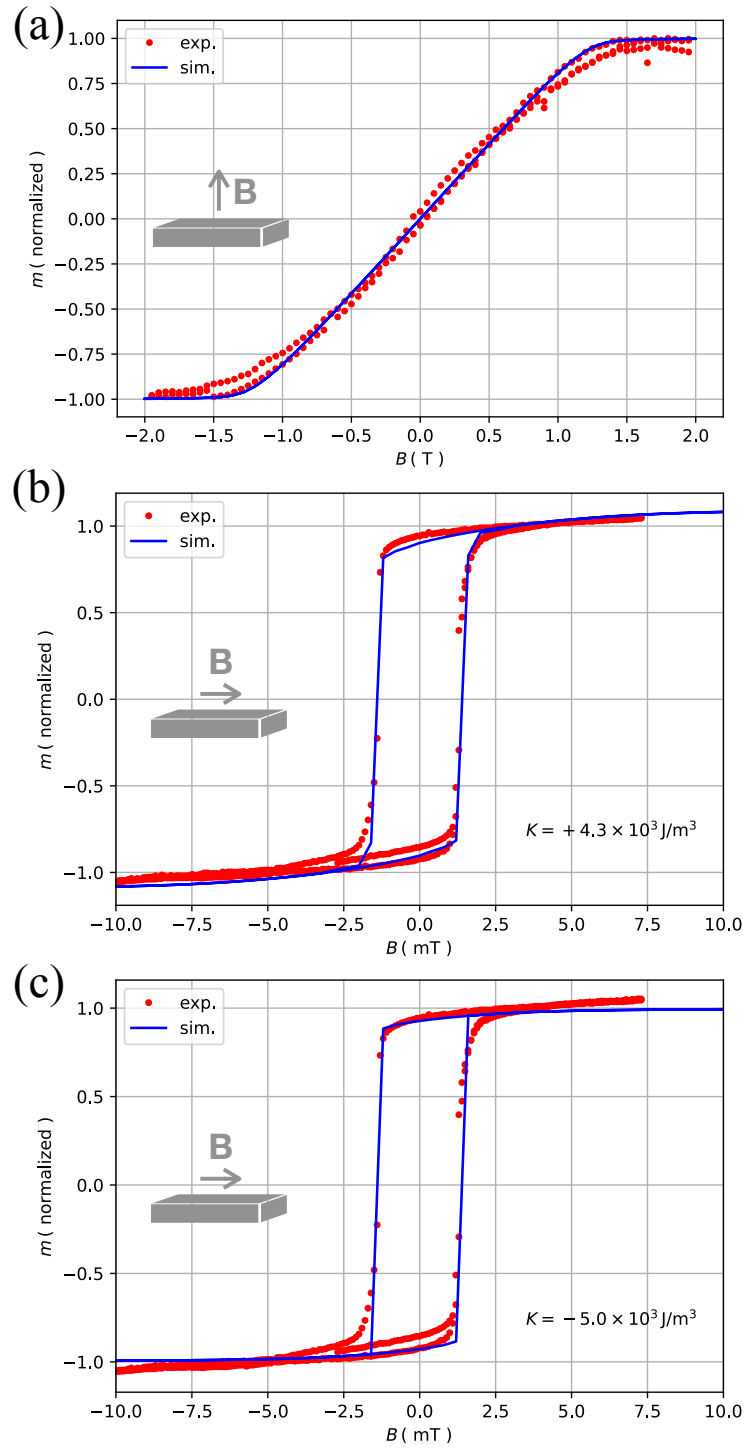 (a)
exp.
sim.
1.00
0.75
0.50
0.25
0.00
−0.25
−0.50
−0.75
−1.00
m ( normalized )
B
−2.0 −1.5 −1.0 −0.5 0.0 0.5 1.0 1.5 2.0
B ( T )
(b)
exp.
sim.
1.0
0.5
0.0
−0.5
−1.0
m ( normalized )
B
K = +4.3 × 10³ J/m³
−10.0 −7.5 −5.0 −2.5 0.0 2.5 5.0 7.5 10.0
B ( mT )
(c)
exp.
sim.
1.0
0.5
0.0
−0.5
−1.0
m ( normalized )
B
K = −5.0 × 10³ J/m³
−10.0 −7.5 −5.0 −2.5 0.0 2.5 5.0 7.5 10.0
B ( mT )